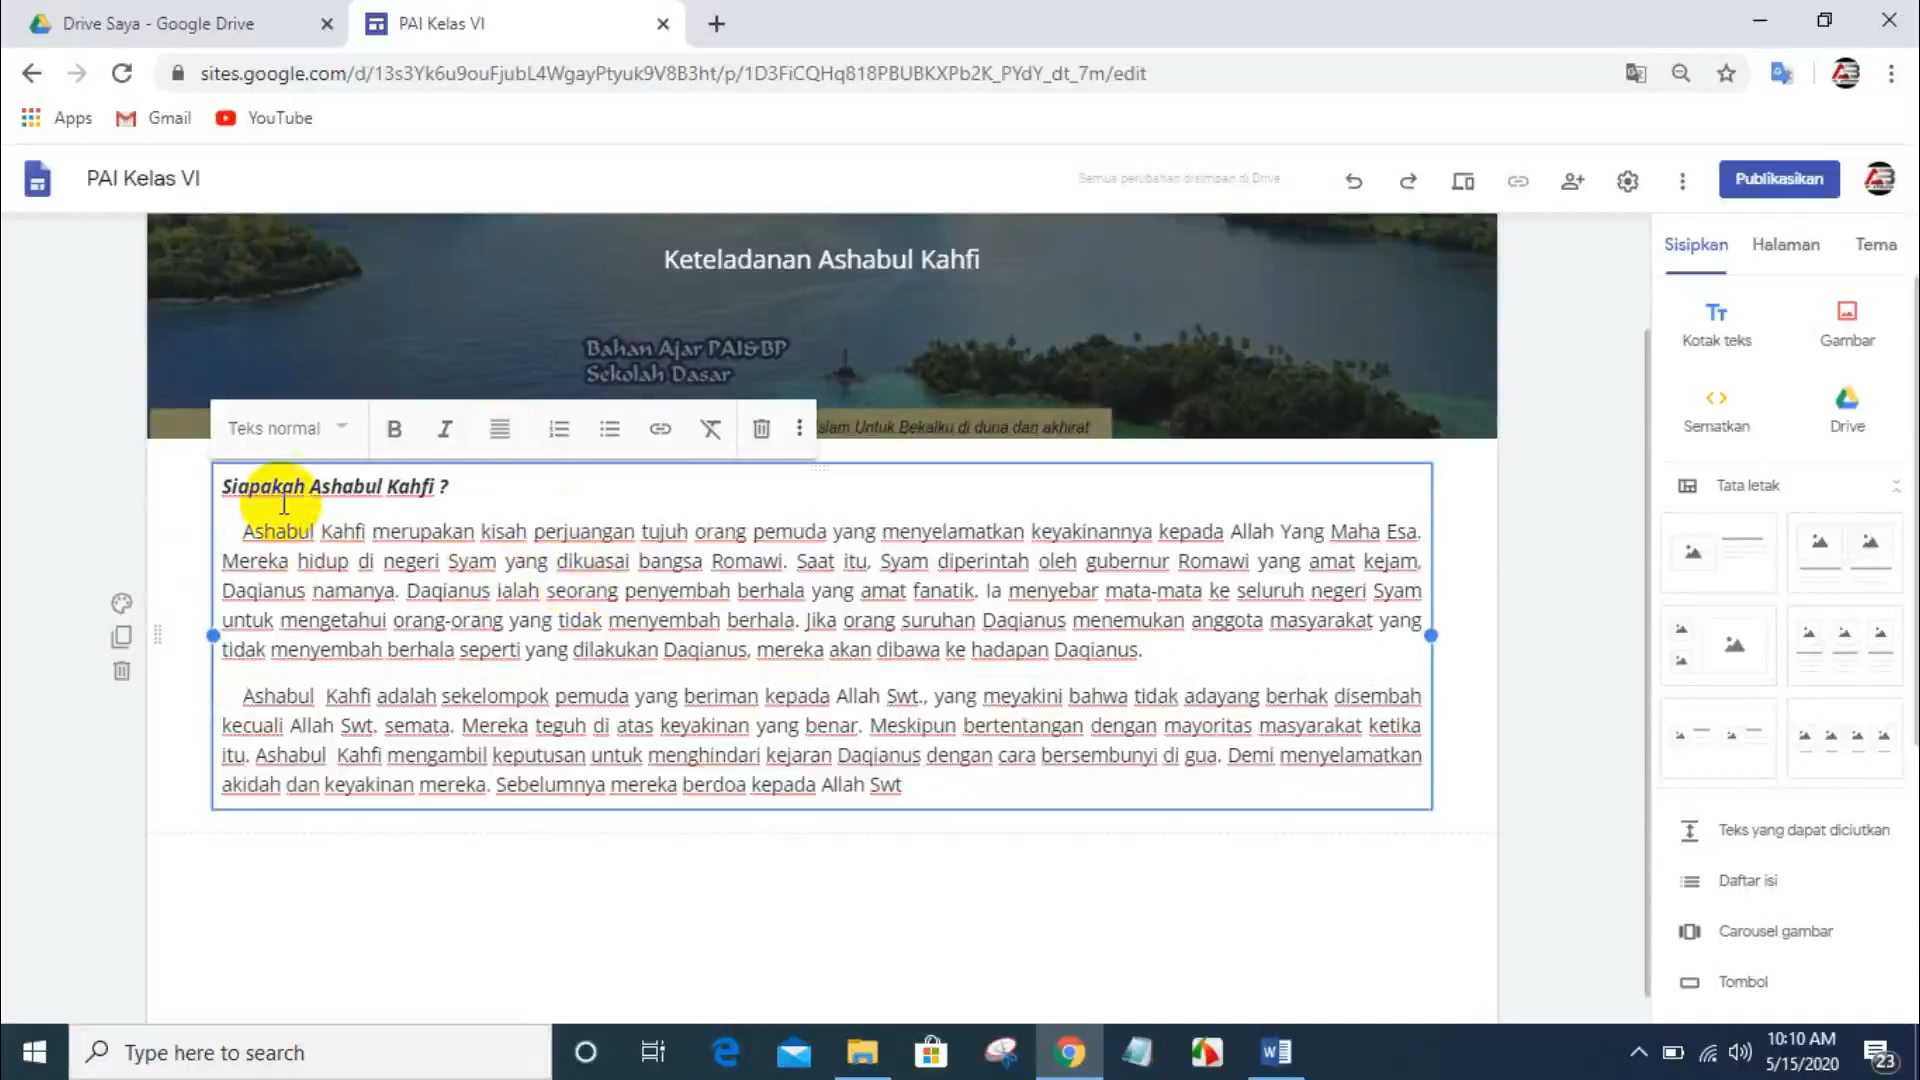 Drive Saya - Google Drive
PAI Kelas VI
sites.google.com/d/13s3Yk6u9ouFjubL4WgayPtyuk9V8B3ht/p/1D3FiCQHq818PBUBKXPb2K_PYdY_dt_7m/edit
Apps
Gmail
YouTube
PAI Kelas VI
Semua perubahan disimpan di Drive
Publikasikan
Keteladanan Ashabul Kahfi
Bahan Ajar PAI&BP
Sekolah Dasar
Teks normal
slam Untuk Bekalku di duna dan akhirat
Siapakah Ashabul Kahfi ?
Ashabul Kahfi merupakan kisah perjuangan tujuh orang pemuda yang menyelamatkan keyakinannya kepada Allah Yang Maha Esa.
Mereka hidup di negeri Syam yang dikuasai bangsa Romawi. Saat itu, Syam diperintah oleh gubernur Romawi yang amat kejam,
Daqianus namanya. Daqianus ialah seorang penyembah berhala yang amat fanatik. Ia menyebar mata-mata ke seluruh negeri Syam
untuk mengetahui orang-orang yang tidak menyembah berhala. Jika orang suruhan Daqianus menemukan anggota masyarakat yang
tidak menyembah berhala seperti yang dilakukan Daqianus, mereka akan dibawa ke hadapan Daqianus.
Ashabul Kahfi adalah sekelompok pemuda yang beriman kepada Allah Swt., yang meyakini bahwa tidak adayang berhak disembah
kecuali Allah Swt. semata. Mereka teguh di atas keyakinan yang benar. Meskipun bertentangan dengan mayoritas masyarakat ketika
itu. Ashabul Kahfi mengambil keputusan untuk menghindari kejaran Daqianus dengan cara bersembunyi di gua. Demi menyelamatkan
akidah dan keyakinan mereka. Sebelumnya mereka berdoa kepada Allah Swt
Sisipkan
Halaman
Tema
Kotak teks
Gambar
Sematkan
Drive
Tata letak
Teks yang dapat diciutkan
Daftar isi
Carousel gambar
Tombol
Type here to search
10:10 AM
5/15/2020
23